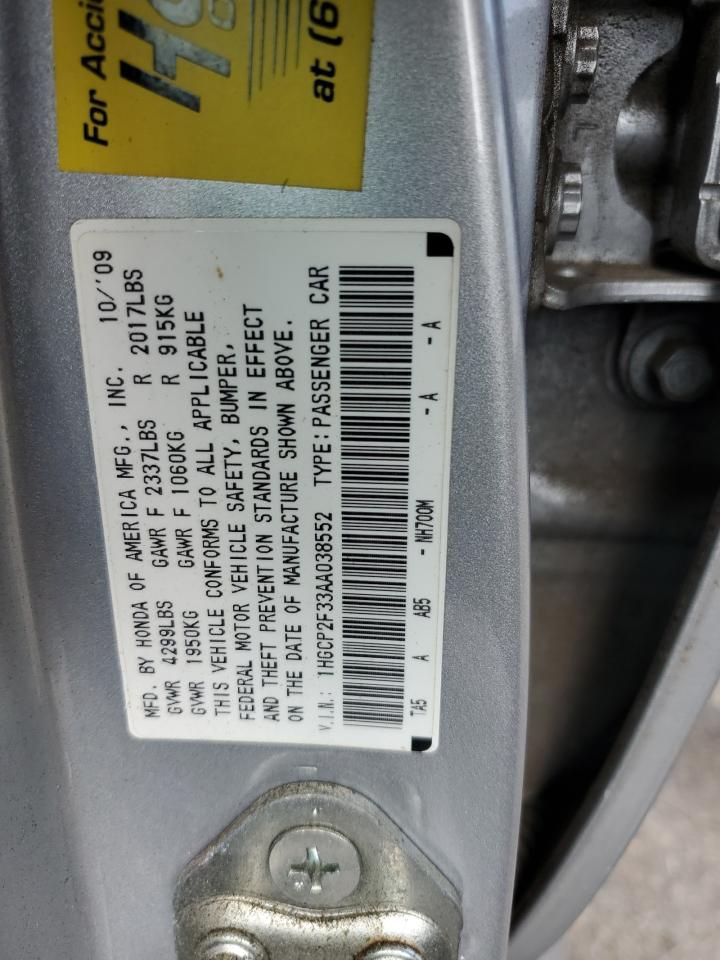 For Acci
at (6
MFD. BY HONDA OF AMERICA MFG., INC. 10/'09
GVWR 4299LBS GAWR F 2337LBS R 2017LBS
GVWR 1950KG GAWR F 1060KG R 915KG
THIS VEHICLE CONFORMS TO ALL APPLICABLE
FEDERAL MOTOR VEHICLE SAFETY, BUMPER,
AND THEFT PREVENTION STANDARDS IN EFFECT
ON THE DATE OF MANUFACTURE SHOWN ABOVE.
V.I.N.: 1HGCP2F33AA038552 TYPE: PASSENGER CAR
TA5 A AB5 - NH700M - A - A